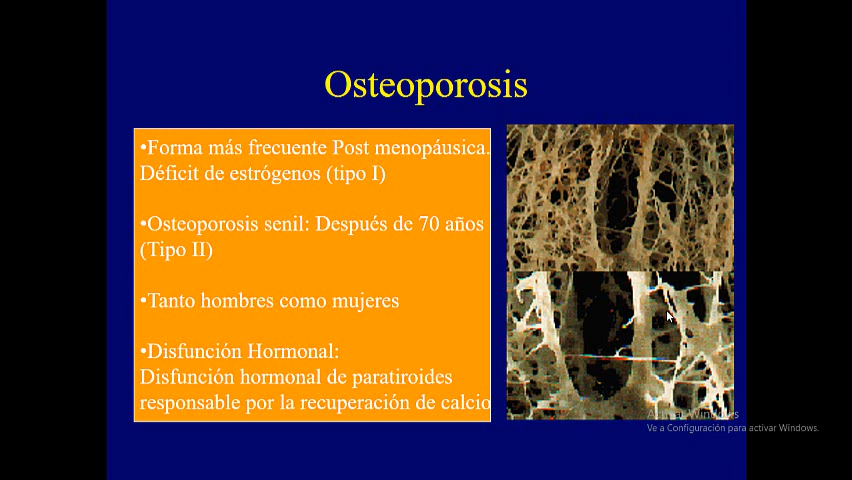 Osteoporosis
•Forma más frecuente Post menopáusica.
Déficit de estrógenos (tipo I)
•Osteoporosis senil: Después de 70 años
(Tipo II)
•Tanto hombres como mujeres
•Disfunción Hormonal:
Disfunción hormonal de paratiroides
responsable por la recuperación de calcio
Activar Windows
Ve a Configuración para activar Windows.